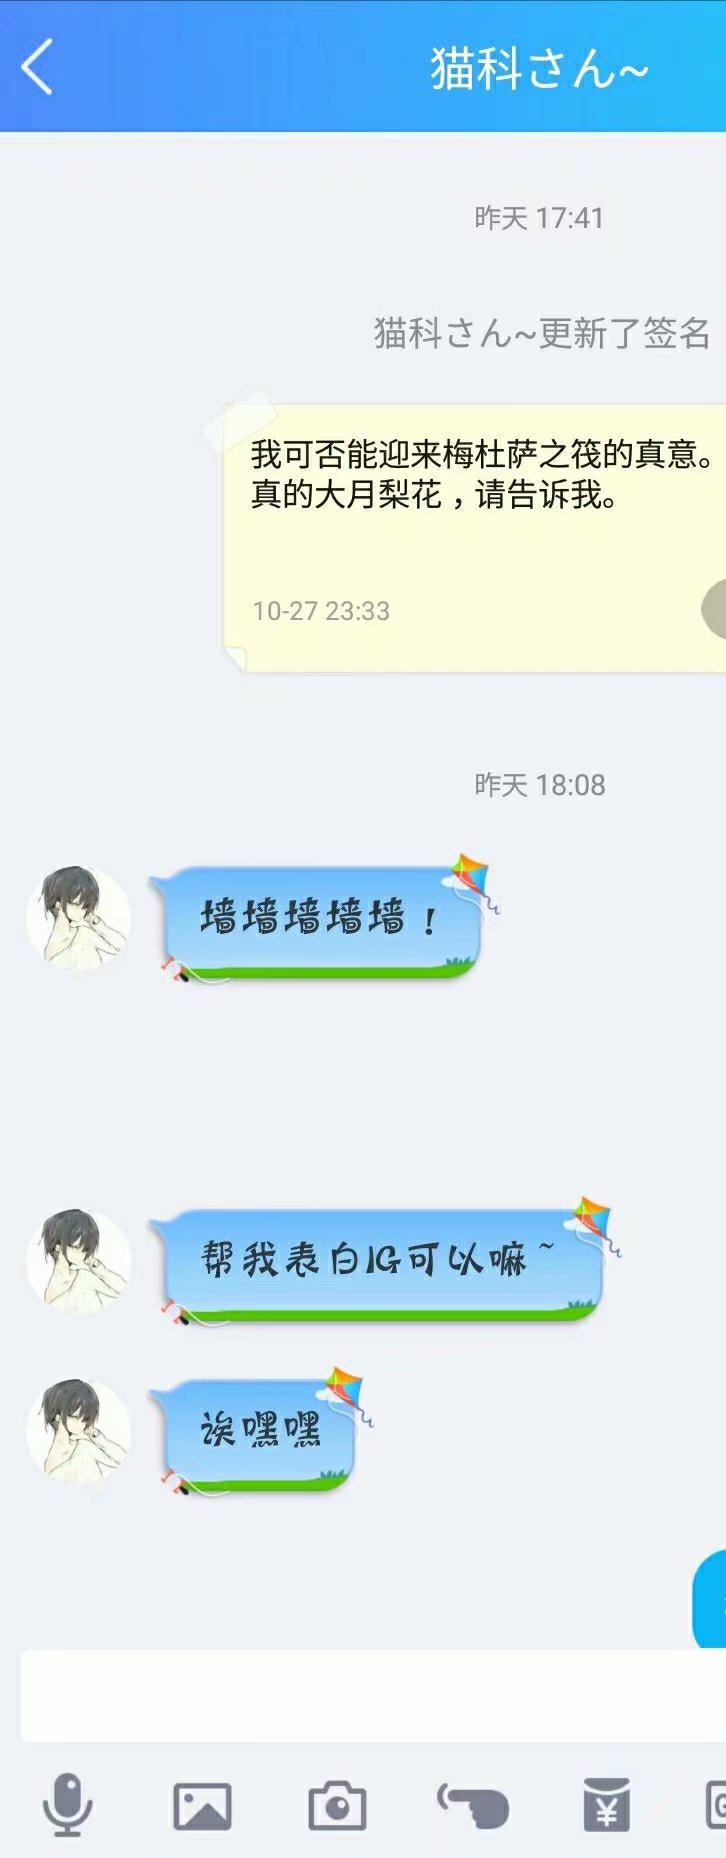 猫科さん~
昨天 17:41
猫科さん~更新了签名
我可否能迎来梅杜萨之筏的真意。
真的大月梨花，请告诉我。
10-27 23:33
昨天 18:08
墙墙墙墙墙！
帮我表白IG可以嘛~
诶嘿嘿